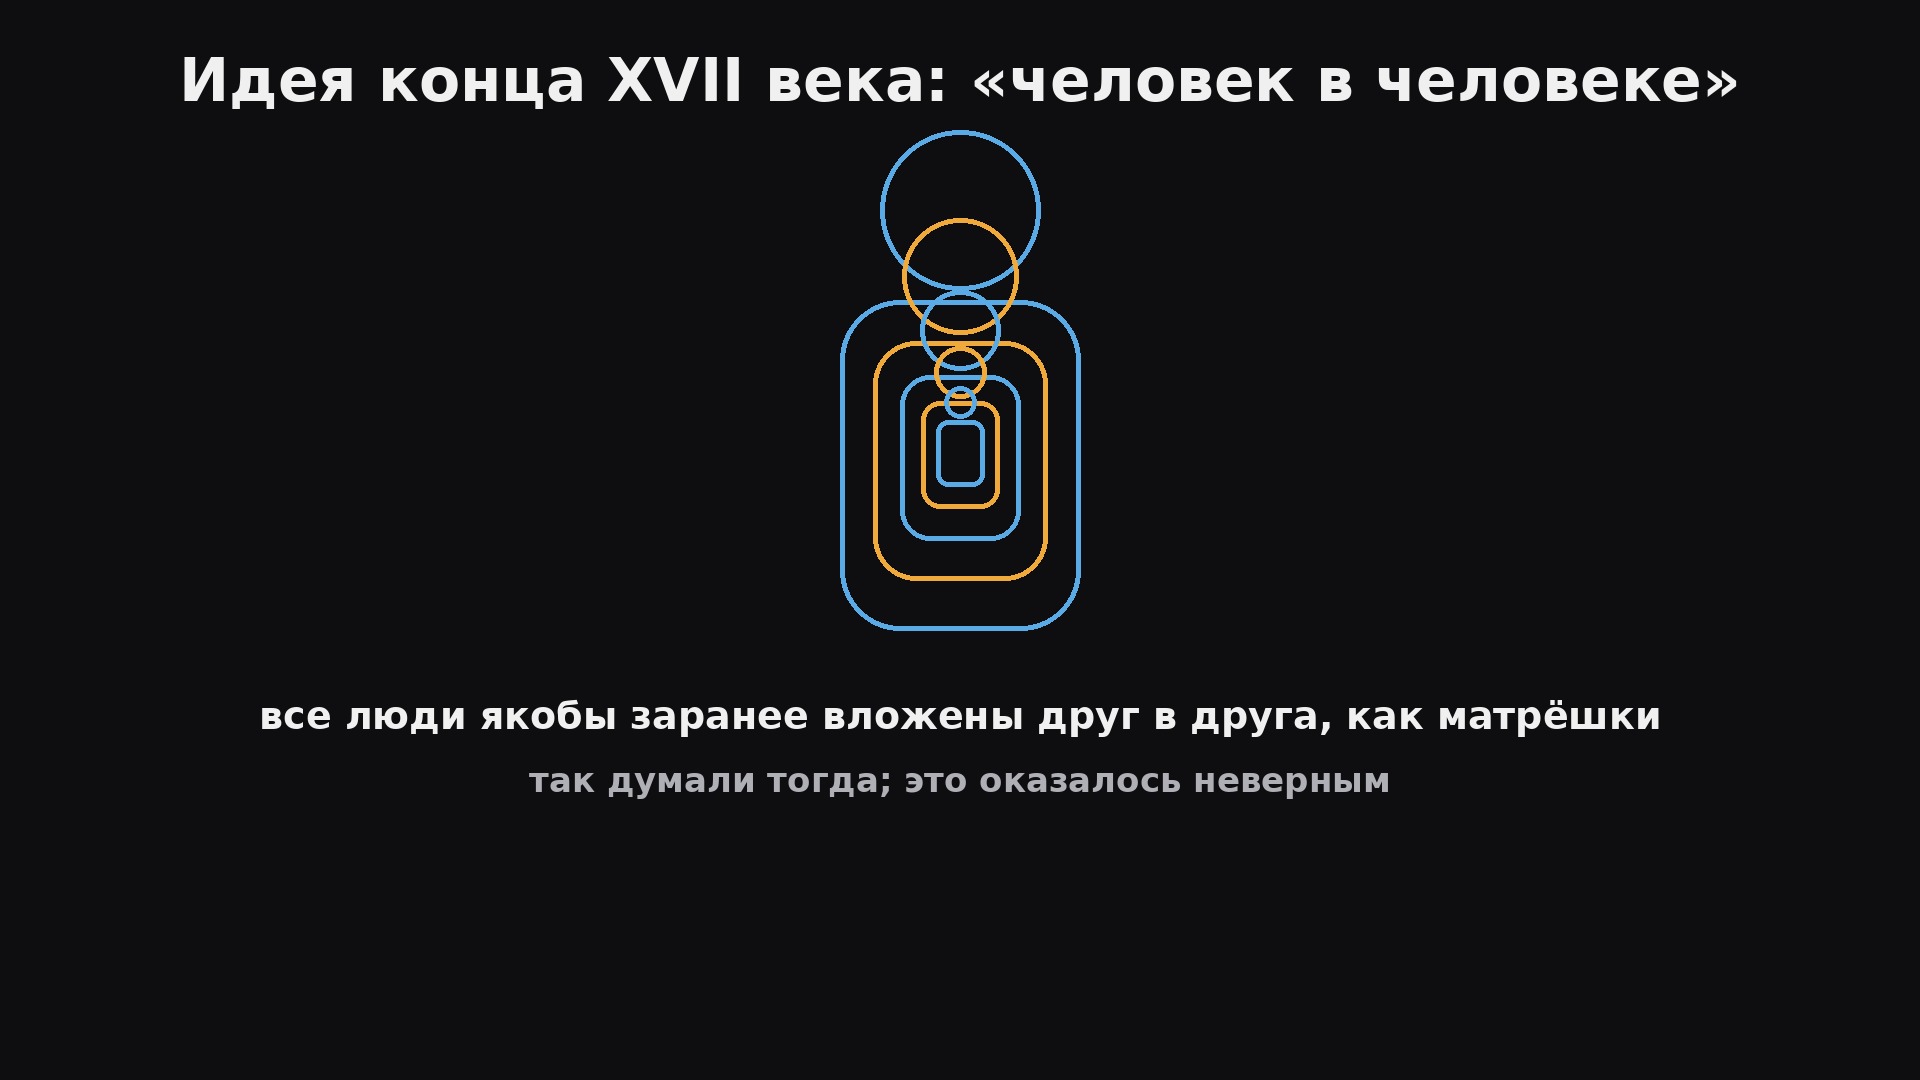 Идея конца XVII века: «человек в человеке»
все люди якобы заранее вложены друг в друга, как матрёшки
так думали тогда; это оказалось неверным